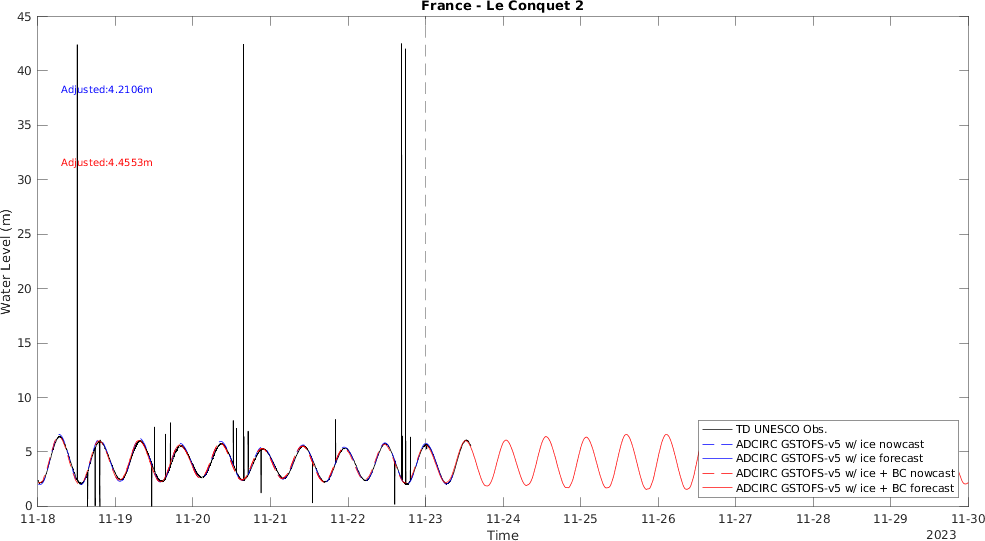 France - Le Conquet 2
45
40
35
30
25
20
15
10
5
0
Water Level (m)
Adjusted:4.2106m
Adjusted:4.4553m
TD UNESCO Obs.
ADCIRC GSTOFS-v5 w/ ice nowcast
ADCIRC GSTOFS-v5 w/ ice forecast
ADCIRC GSTOFS-v5 w/ ice + BC nowcast
ADCIRC GSTOFS-v5 w/ ice + BC forecast
11-18 11-19 11-20 11-21 11-22 11-23 11-24 11-25 11-26 11-27 11-28 11-29 11-30
Time
2023